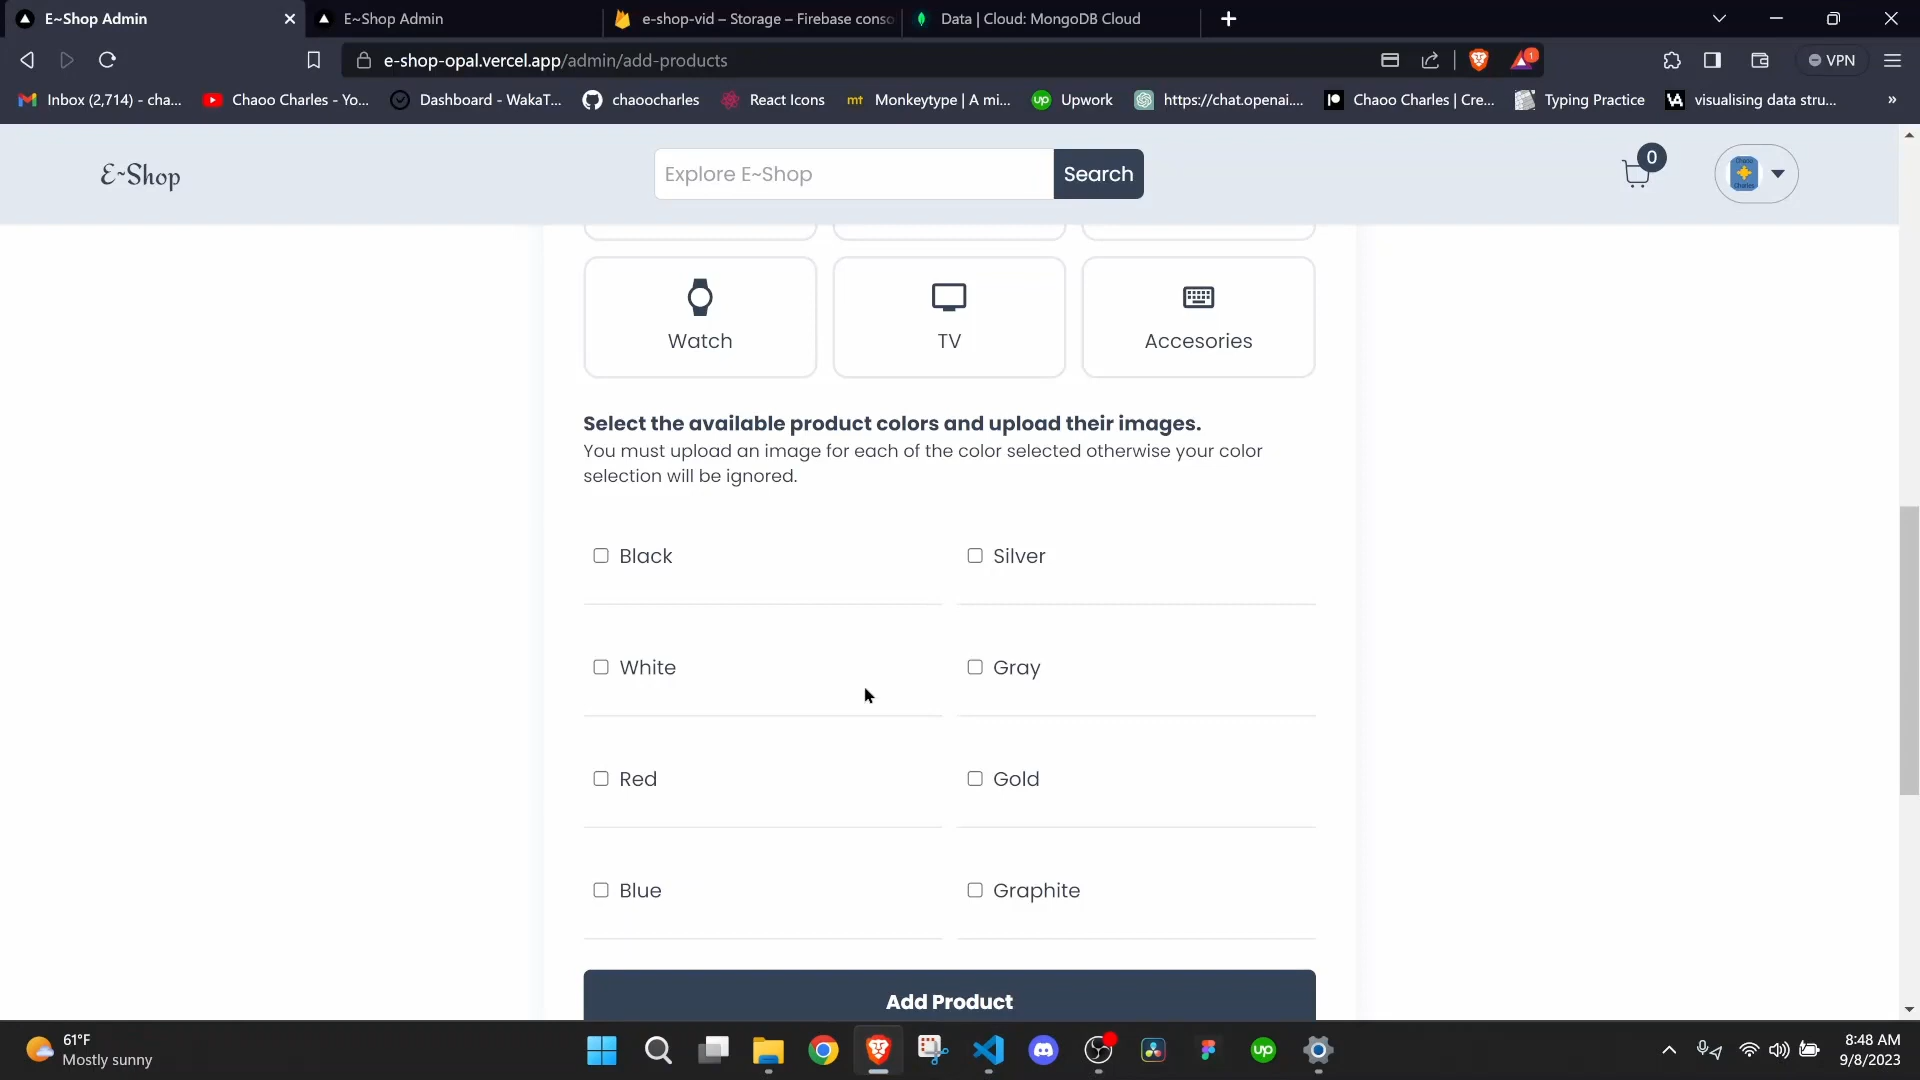 E~Shop Admin
E~Shop Admin
e-shop-vid – Storage – Firebase conso
Data | Cloud: MongoDB Cloud
e-shop-opal.vercel.app/admin/add-products
1
VPN
Inbox (2,714) - cha...
Chaoo Charles - Yo...
Dashboard - WakaT...
chaoocharles
React Icons
mt Monkeytype | A mi...
up Upwork
https://chat.openai....
Chaoo Charles | Cre...
Typing Practice
visualising data stru...
»
E~Shop
Explore E~Shop
Search
0
Watch
TV
Accesories
Select the available product colors and upload their images.
You must upload an image for each of the color selected otherwise your color
selection will be ignored.
Black
Silver
White
Gray
Red
Gold
Blue
Graphite
Add Product
61°F
Mostly sunny
up
8:48 AM
9/8/2023